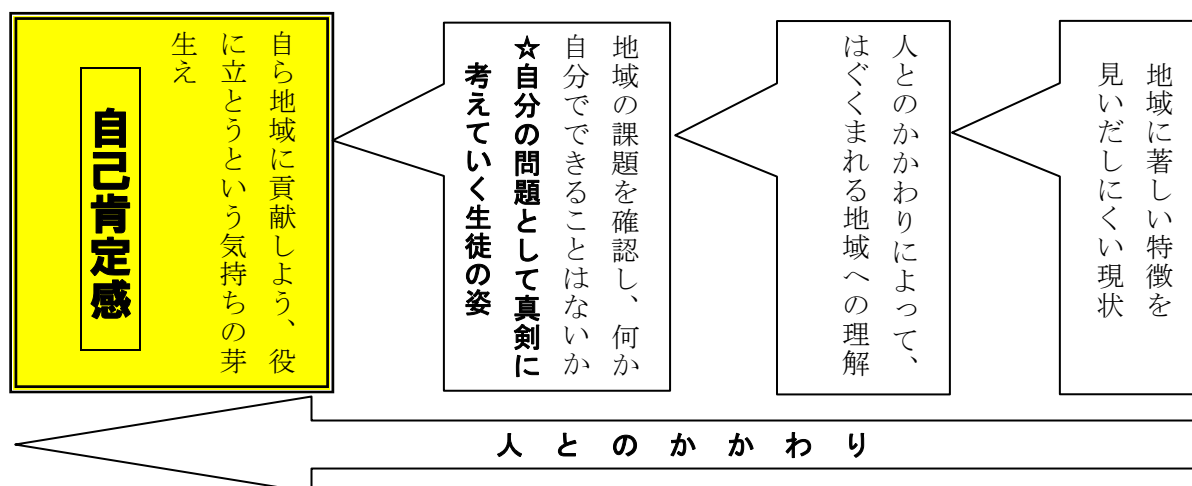 地域に著しい特徴を
見いだしにくい現状
人とのかかわりによって、
はぐくまれる地域への理解
地域の課題を確認し、何か
自分でできることはないか
☆自分の問題として真剣に
考えていく生徒の姿
自ら地域に貢献しよう、役
に立とうという気持ちの芽
生え
自己肯定感
人とのかかわり